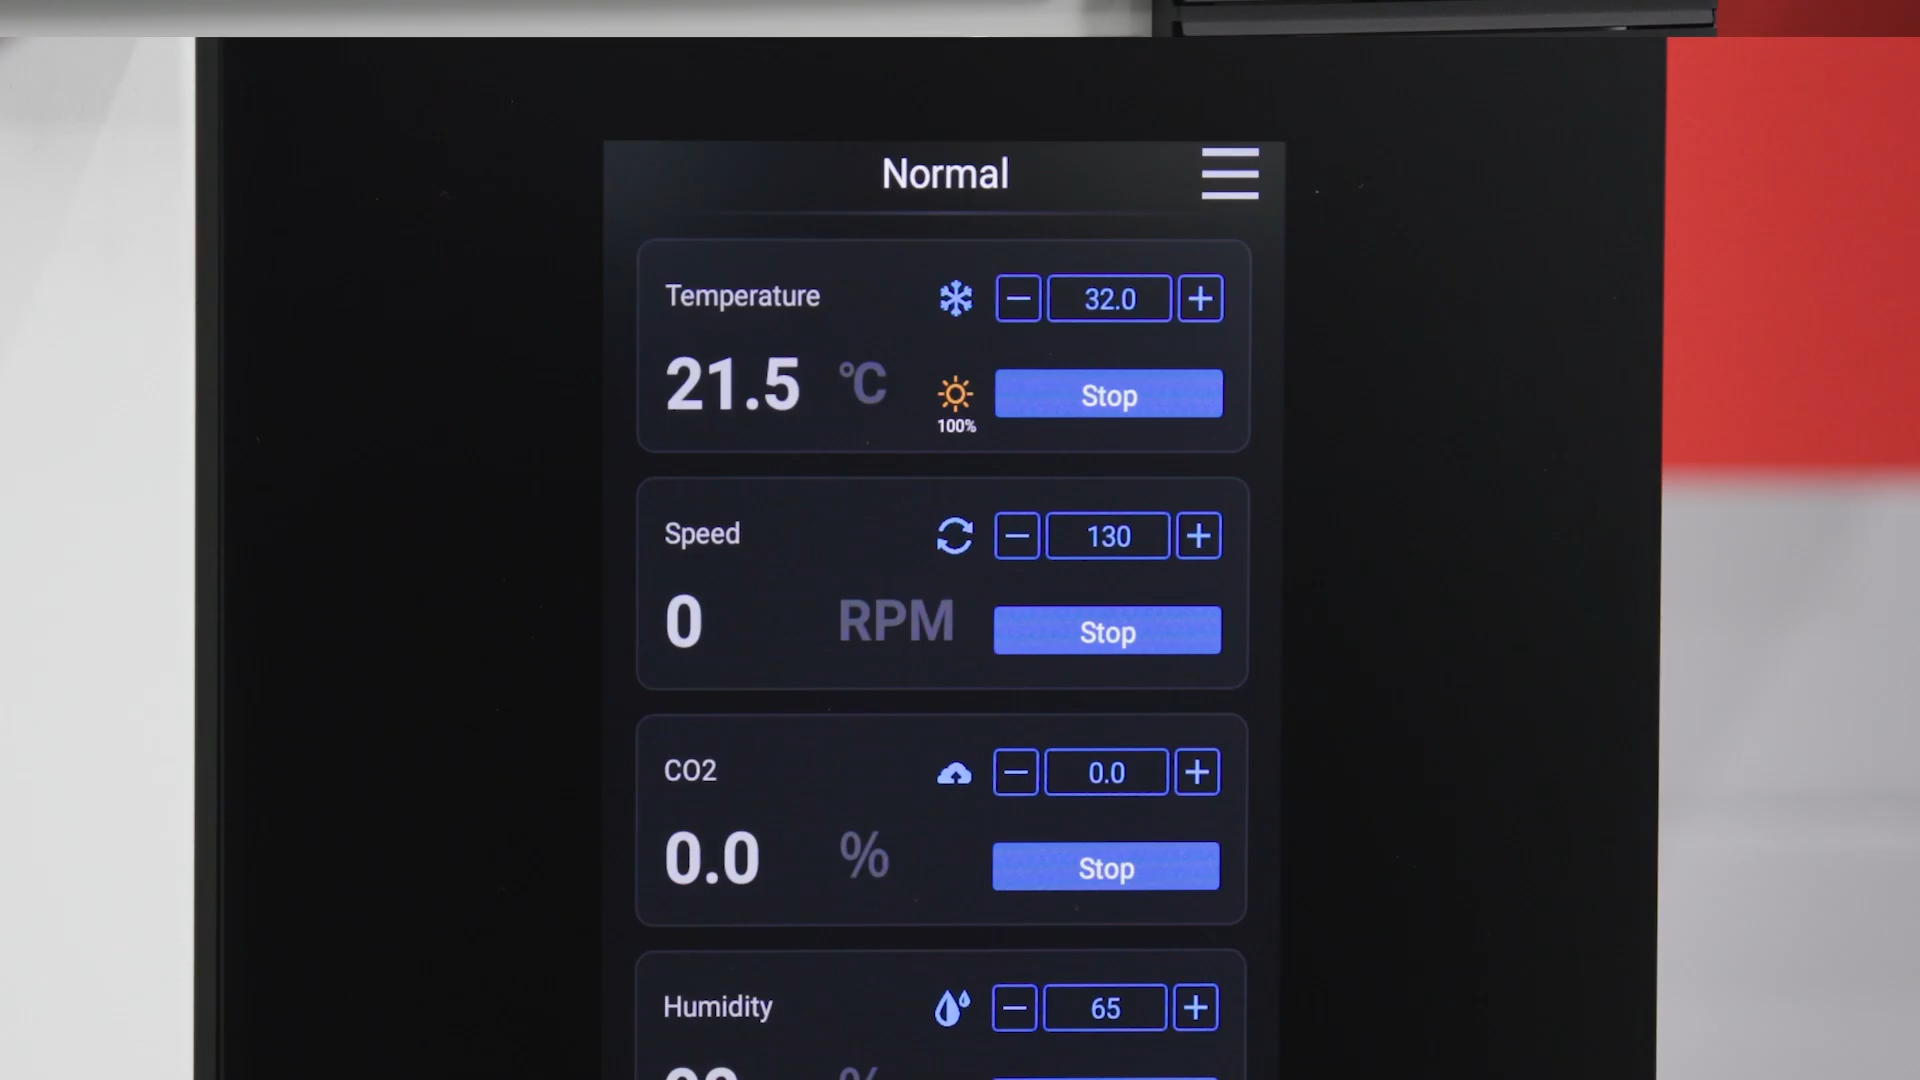 Normal
Temperature
32.0
21.5 °C
100%
Stop
Speed
130
0 RPM
Stop
CO2
0.0
0.0 %
Stop
Humidity
65
%